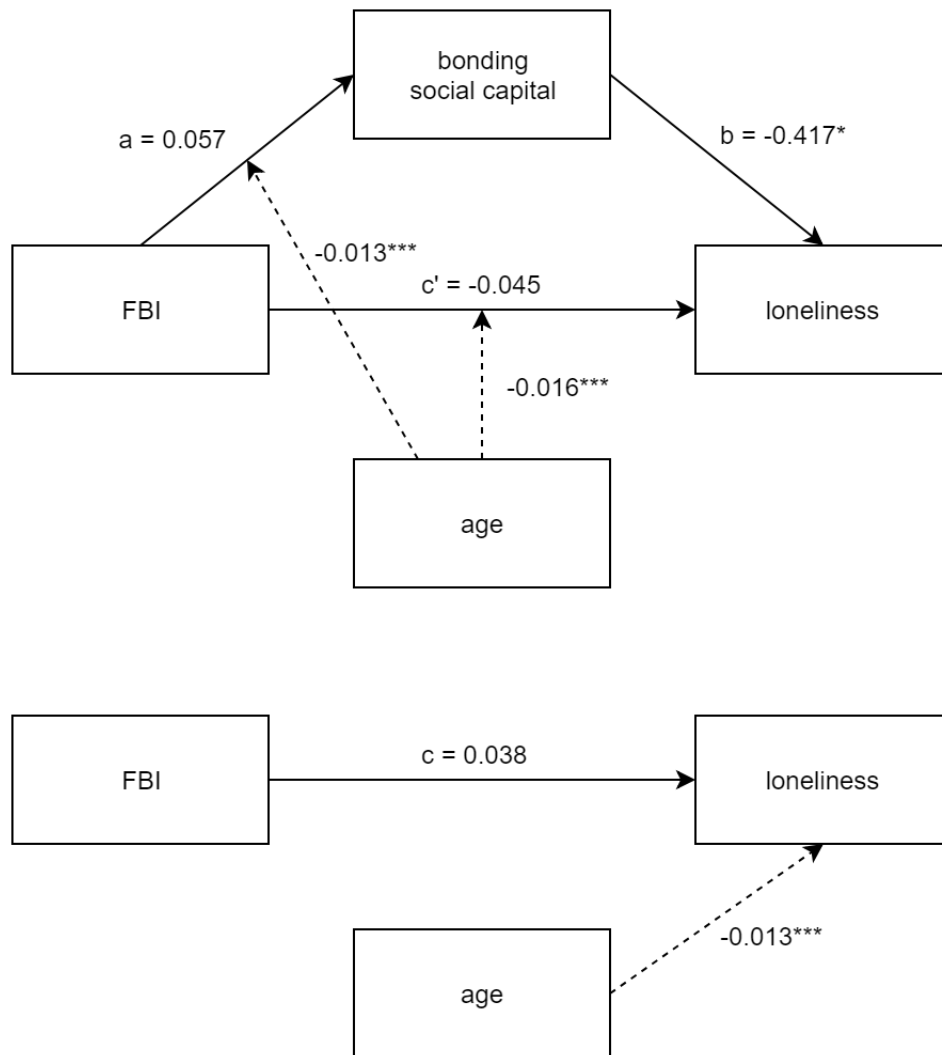 bonding
social capital
a = 0.057
b = -0.417*
-0.013***
c' = -0.045
FBI
loneliness
-0.016***
age
c = 0.038
FBI
loneliness
-0.013***
age